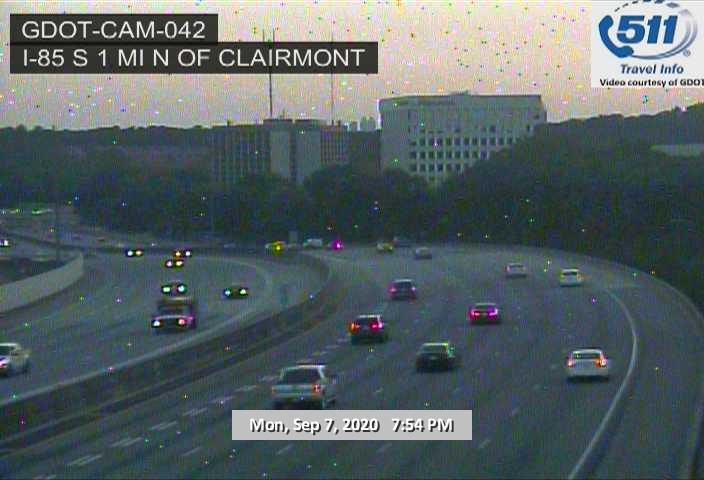 GDOT-CAM-042
I-85 S 1 MI N OF CLAIRMONT
511
Travel Info
Video courtesy of GDOT
Mon, Sep 7, 2020 7:54 PM